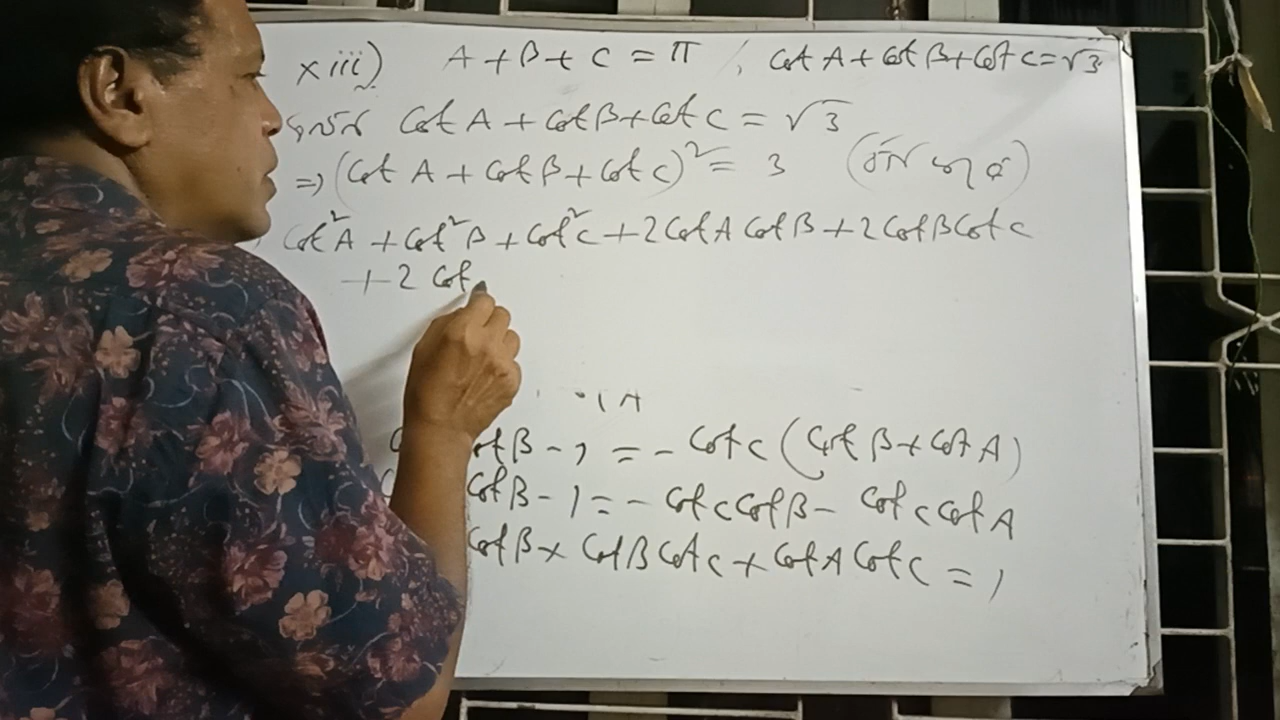 xiii) A + B + C = π , cot A + cot B + cot C = √3
cot A + cot B + cot C = √3
⇒ (cot A + cot B + cot C)² = 3
cot²A + cot²B + cot²C + 2 cot A cot B + 2 cot B cot C
+ 2 cot
cot B - 1 = - cot C (cot B + cot A)
cot B - 1 = - cot C cot B - cot C cot A
cot B + cot B cot C + cot A cot C = 1